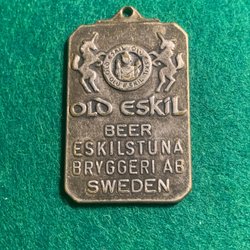 OLD ESKIL
BEER
ESKILSTUNA
BRYGGERI AB
SWEDEN